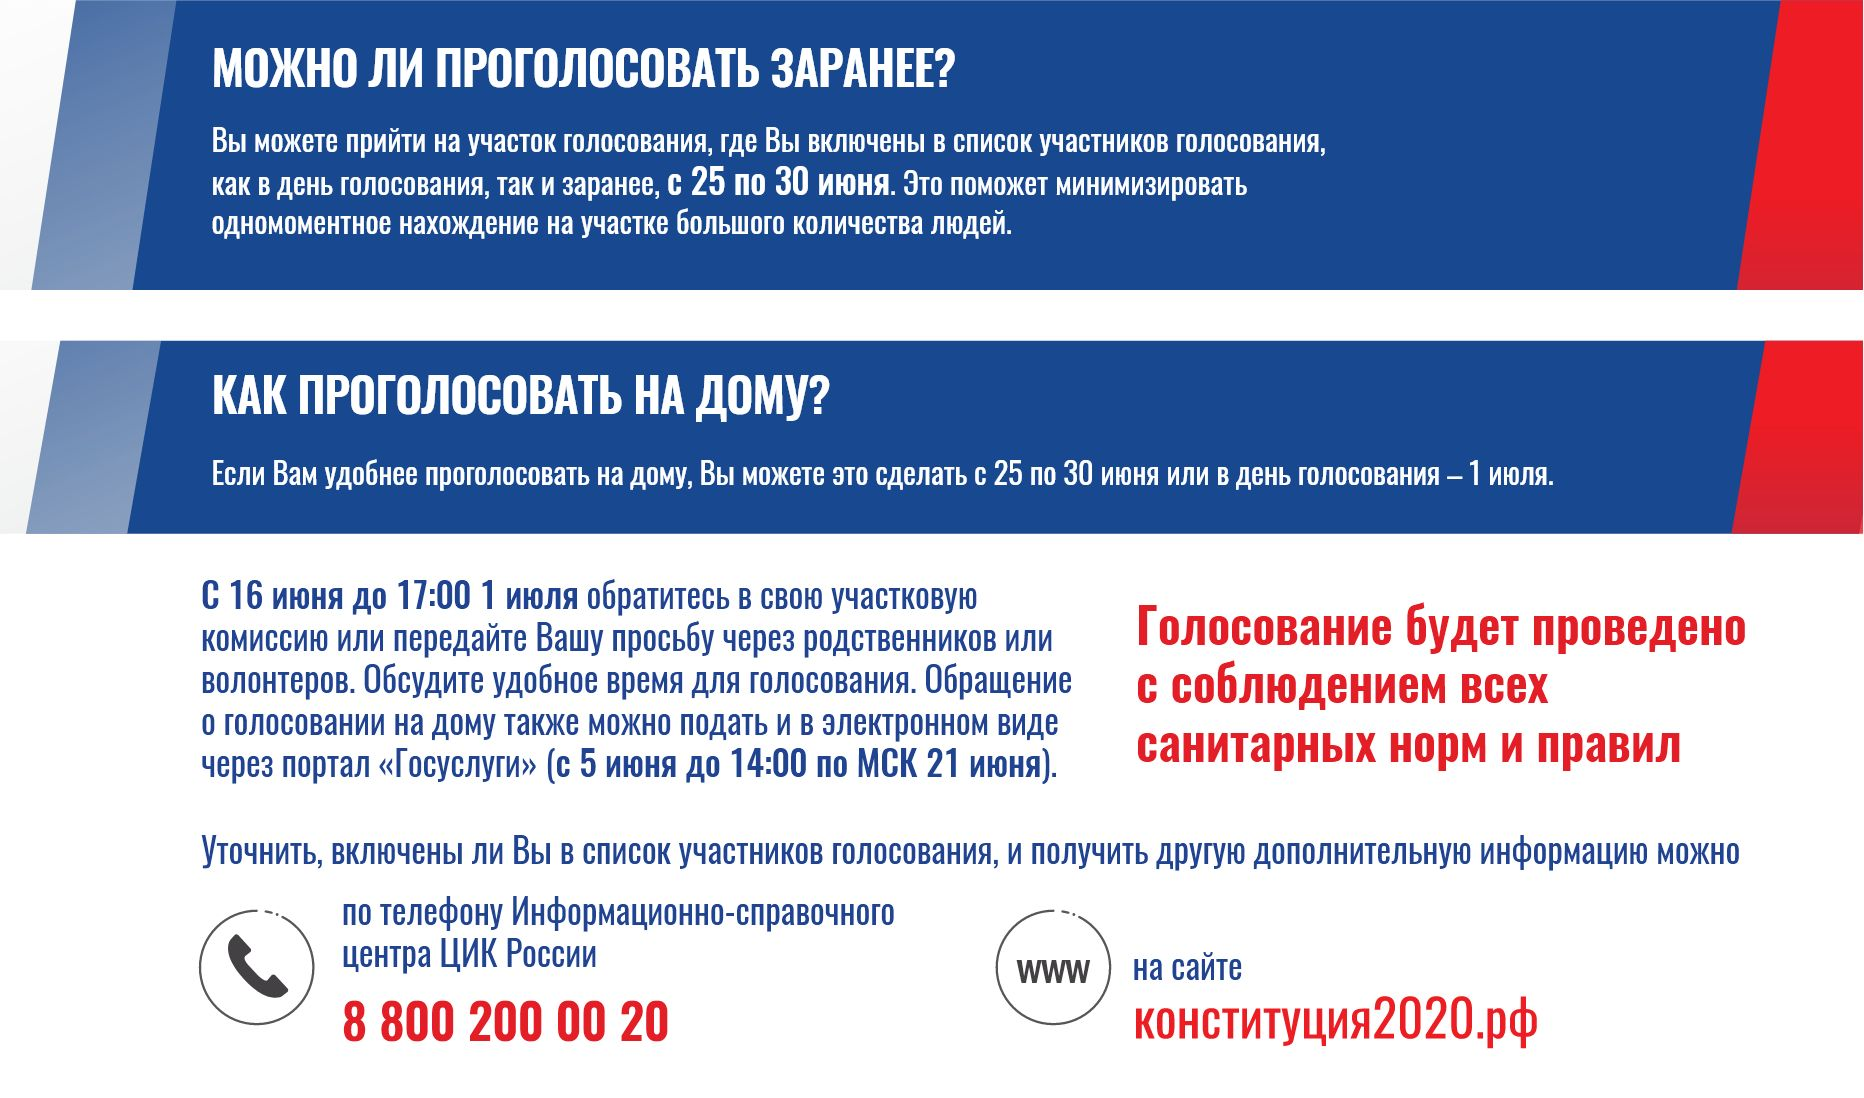 МОЖНО ЛИ ПРОГОЛОСОВАТЬ ЗАРАНЕЕ?
Вы можете прийти на участок голосования, где Вы включены в список участников голосования,
как в день голосования, так и заранее, с 25 по 30 июня. Это поможет минимизировать
одномоментное нахождение на участке большого количества людей.
КАК ПРОГОЛОСОВАТЬ НА ДОМУ?
Если Вам удобнее проголосовать на дому, Вы можете это сделать с 25 по 30 июня или в день голосования – 1 июля.
С 16 июня до 17:00 1 июля обратитесь в свою участковую
комиссию или передайте Вашу просьбу через родственников или
волонтеров. Обсудите удобное время для голосования. Обращение
о голосовании на дому также можно подать и в электронном виде
через портал «Госуслуги» (с 5 июня до 14:00 по МСК 21 июня).
Голосование будет проведено
с соблюдением всех
санитарных норм и правил
Уточнить, включены ли Вы в список участников голосования, и получить другую дополнительную информацию можно
по телефону Информационно-справочного
центра ЦИК России
8 800 200 00 20
www
на сайте
конституция2020.рф